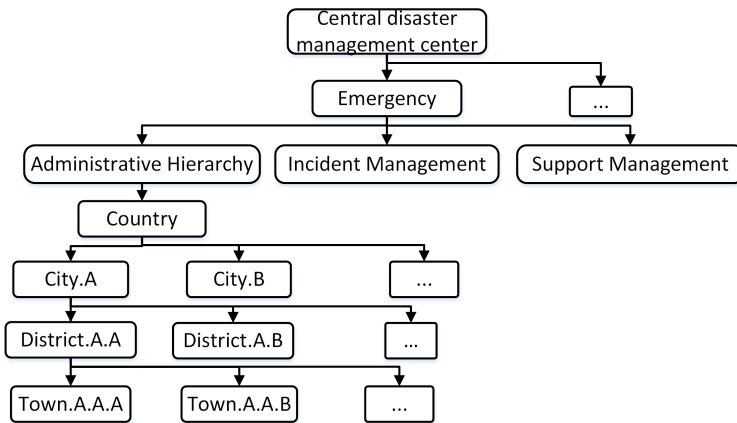 Central disaster
management center
Emergency
...
Administrative Hierarchy
Incident Management
Support Management
Country
City.A
City.B
...
District.A.A
District.A.B
...
Town.A.A.A
Town.A.A.B
...